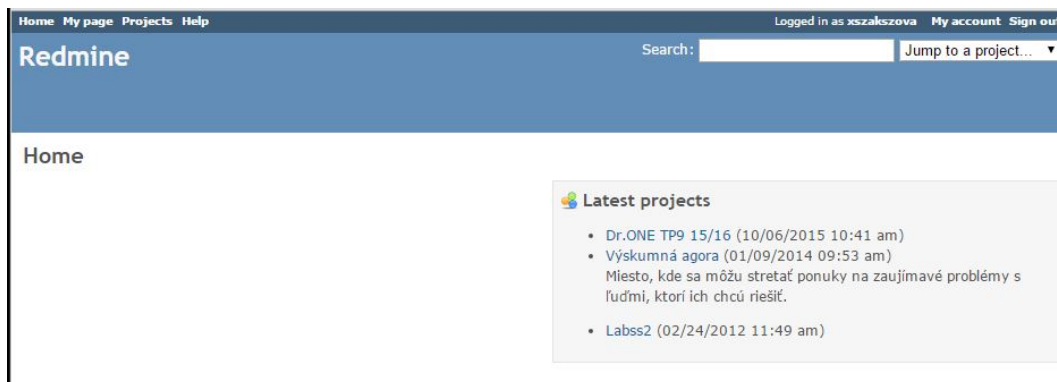 Home My page Projects Help
Logged in as xszakszova My account Sign out
Redmine
Search:
Jump to a project...
Home
Latest projects
Dr.ONE TP9 15/16 (10/06/2015 10:41 am)
Výskumná agora (01/09/2014 09:53 am)
Miesto, kde sa môžu stretať ponuky na zaujímavé problémy s
ľuďmi, ktorí ich chcú riešiť.
Labss2 (02/24/2012 11:49 am)